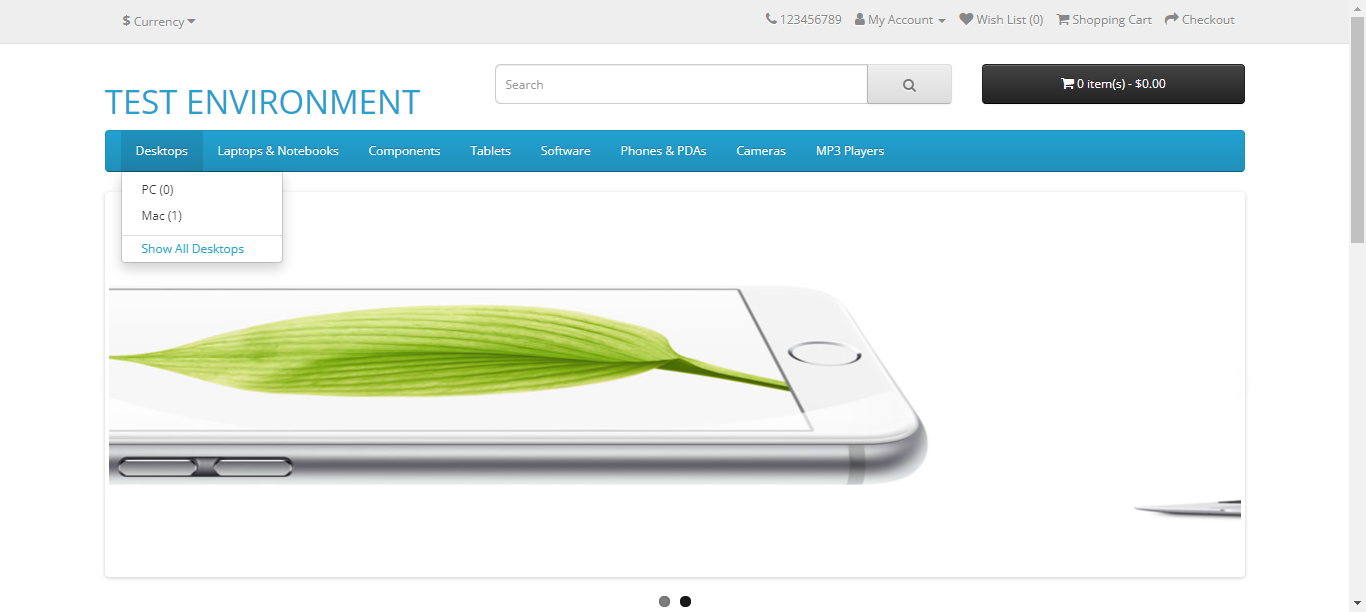 $ Currency
123456789 My Account Wish List (0) Shopping Cart Checkout
TEST ENVIRONMENT
Search
0 item(s) - $0.00
Desktops Laptops & Notebooks Components Tablets Software Phones & PDAs Cameras MP3 Players
PC (0)
Mac (1)
Show All Desktops